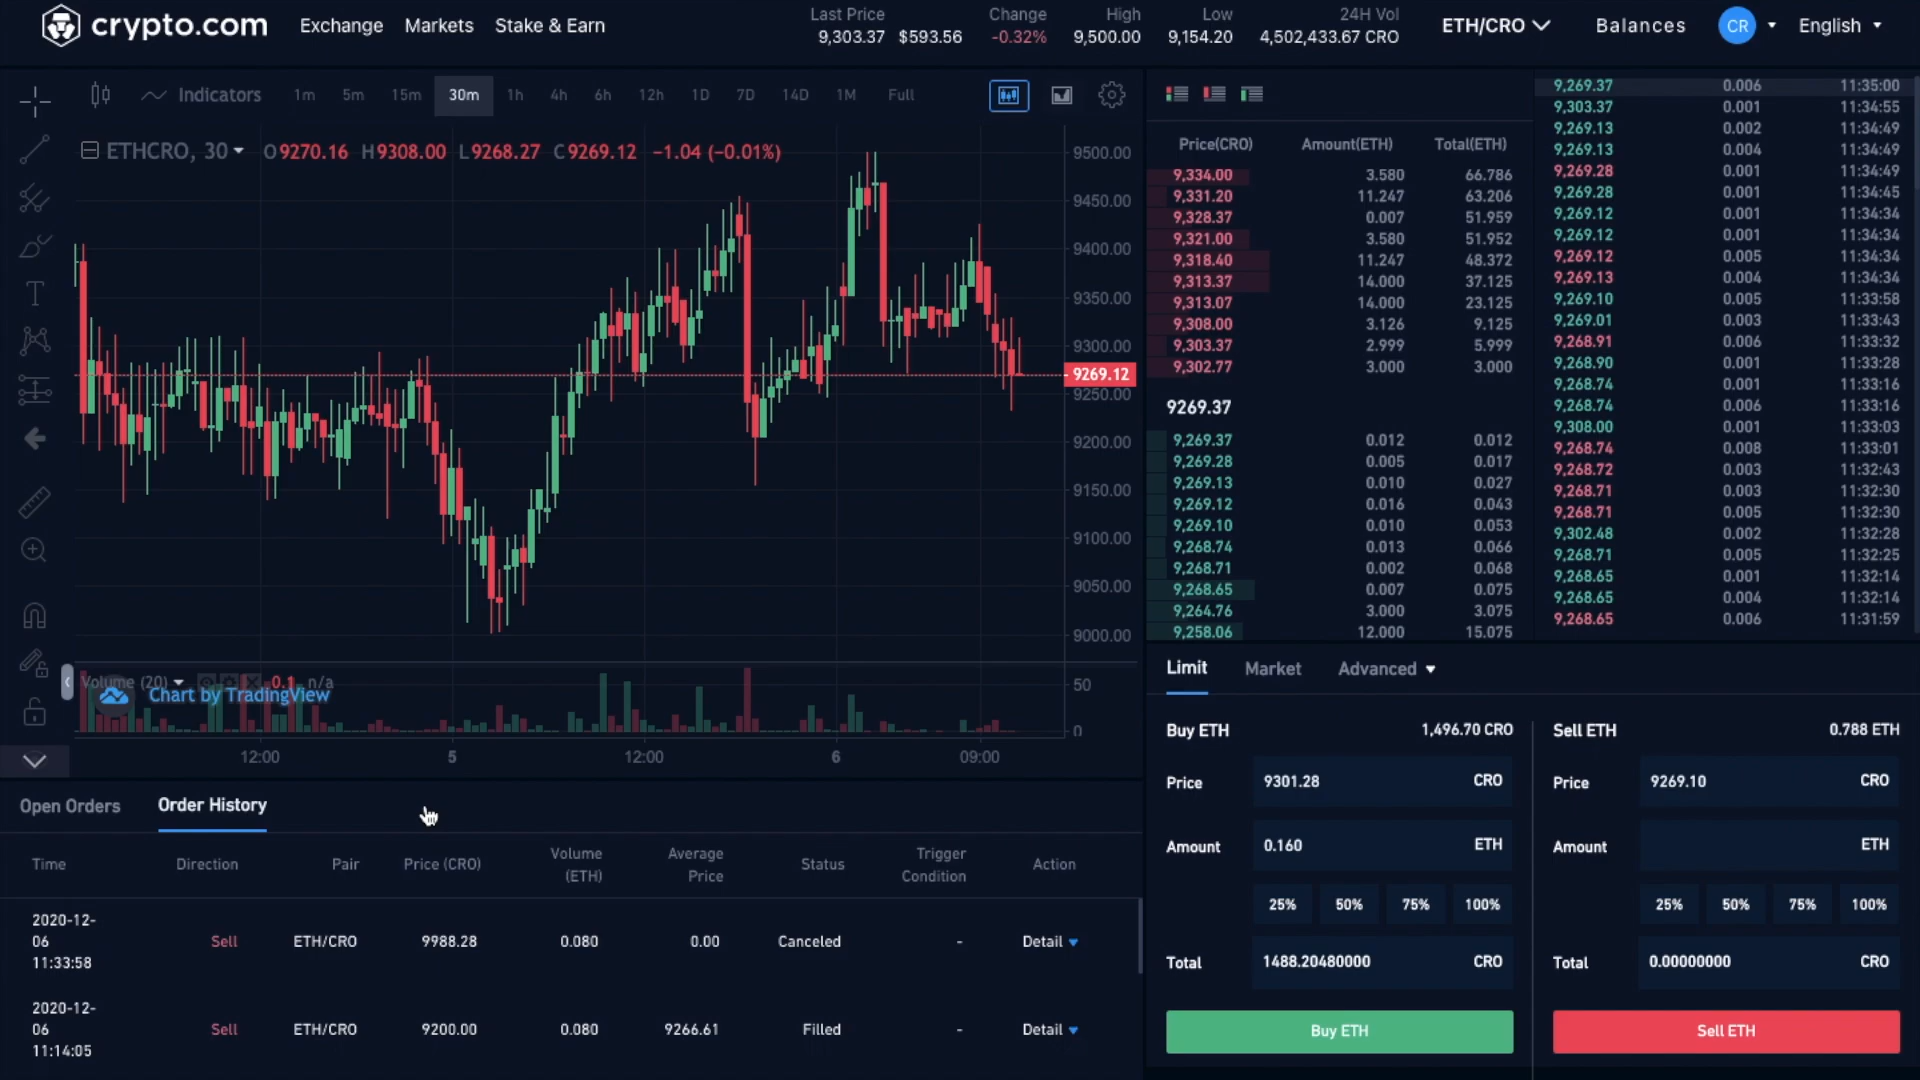 crypto.com Exchange Markets Stake & Earn
Last Price 9,303.37 $593.56
Change -0.32%
High 9,500.00
Low 9,154.20
24H Vol 4,502,433.67 CRO
ETH/CRO Balances CR English
Indicators 1m 5m 15m 30m 1h 4h 6h 12h 1D 7D 14D 1M Full
ETHCRO, 30 O9270.16 H9308.00 L9268.27 C9269.12 −1.04 (−0.01%)
9500.00
9450.00
9400.00
9350.00
9300.00
9269.12
9250.00
9200.00
9150.00
9100.00
9050.00
9000.00
Volume (20) 0.1 n/a
Chart by TradingView
50
0
12:00 5 12:00 6 09:00
Price(CRO) Amount(ETH) Total(ETH)
9,334.00 3.580 66.786
9,331.20 11.247 63.206
9,328.37 0.007 51.959
9,321.00 3.580 51.952
9,318.40 11.247 48.372
9,313.37 14.000 37.125
9,313.07 14.000 23.125
9,308.00 3.126 9.125
9,303.37 2.999 5.999
9,302.77 3.000 3.000
9269.37
9,269.37 0.012 0.012
9,269.28 0.005 0.017
9,269.13 0.010 0.027
9,269.12 0.016 0.043
9,269.10 0.010 0.053
9,268.74 0.013 0.066
9,268.71 0.002 0.068
9,268.65 0.007 0.075
9,264.76 3.000 3.075
9,258.06 12.000 15.075
9,269.37 0.006 11:35:00
9,303.37 0.001 11:34:55
9,269.13 0.002 11:34:49
9,269.13 0.004 11:34:49
9,269.28 0.001 11:34:49
9,269.28 0.001 11:34:45
9,269.12 0.001 11:34:34
9,269.12 0.001 11:34:34
9,269.12 0.005 11:34:34
9,269.13 0.004 11:34:34
9,269.10 0.005 11:33:58
9,269.01 0.003 11:33:43
9,268.91 0.006 11:33:32
9,268.90 0.001 11:33:28
9,268.74 0.001 11:33:16
9,268.74 0.006 11:33:16
9,308.00 0.001 11:33:03
9,268.74 0.008 11:33:01
9,268.72 0.003 11:32:43
9,268.71 0.003 11:32:30
9,268.71 0.005 11:32:30
9,302.48 0.002 11:32:28
9,268.71 0.005 11:32:25
9,268.65 0.001 11:32:14
9,268.65 0.004 11:32:14
9,268.65 0.006 11:31:59
Limit Market Advanced
Buy ETH 1,496.70 CRO
Price 9301.28 CRO
Amount 0.160 ETH
25% 50% 75% 100%
Total 1488.20480000 CRO
Buy ETH
Sell ETH 0.788 ETH
Price 9269.10 CRO
Amount ETH
25% 50% 75% 100%
Total 0.00000000 CRO
Sell ETH
Open Orders Order History
Time Direction Pair Price (CRO) Volume (ETH) Average Price Status Trigger Condition Action
2020-12-06 11:33:58 Sell ETH/CRO 9988.28 0.080 0.00 Canceled - Detail
2020-12-06 11:14:05 Sell ETH/CRO 9200.00 0.080 9266.61 Filled - Detail